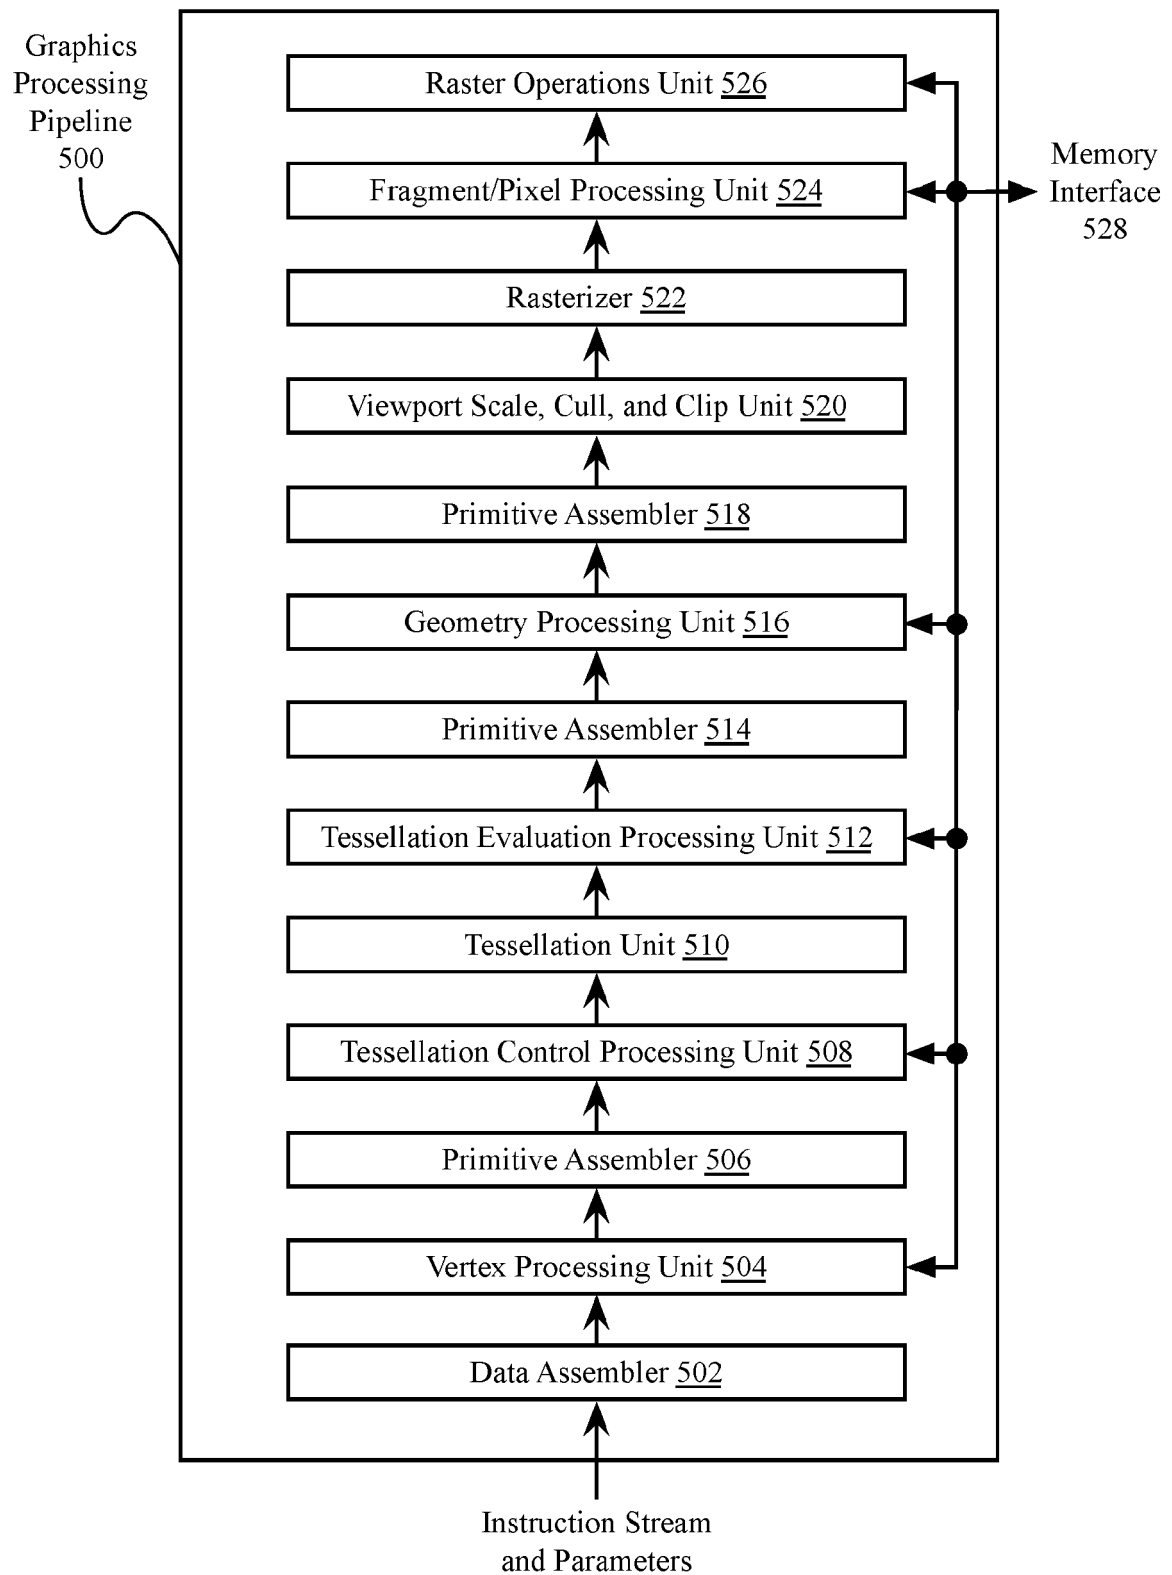 Graphics
Processing
Pipeline
500
Raster Operations Unit 526
Fragment/Pixel Processing Unit 524
Memory
Interface
528
Rasterizer 522
Viewport Scale, Cull, and Clip Unit 520
Primitive Assembler 518
Geometry Processing Unit 516
Primitive Assembler 514
Tessellation Evaluation Processing Unit 512
Tessellation Unit 510
Tessellation Control Processing Unit 508
Primitive Assembler 506
Vertex Processing Unit 504
Data Assembler 502
Instruction Stream
and Parameters